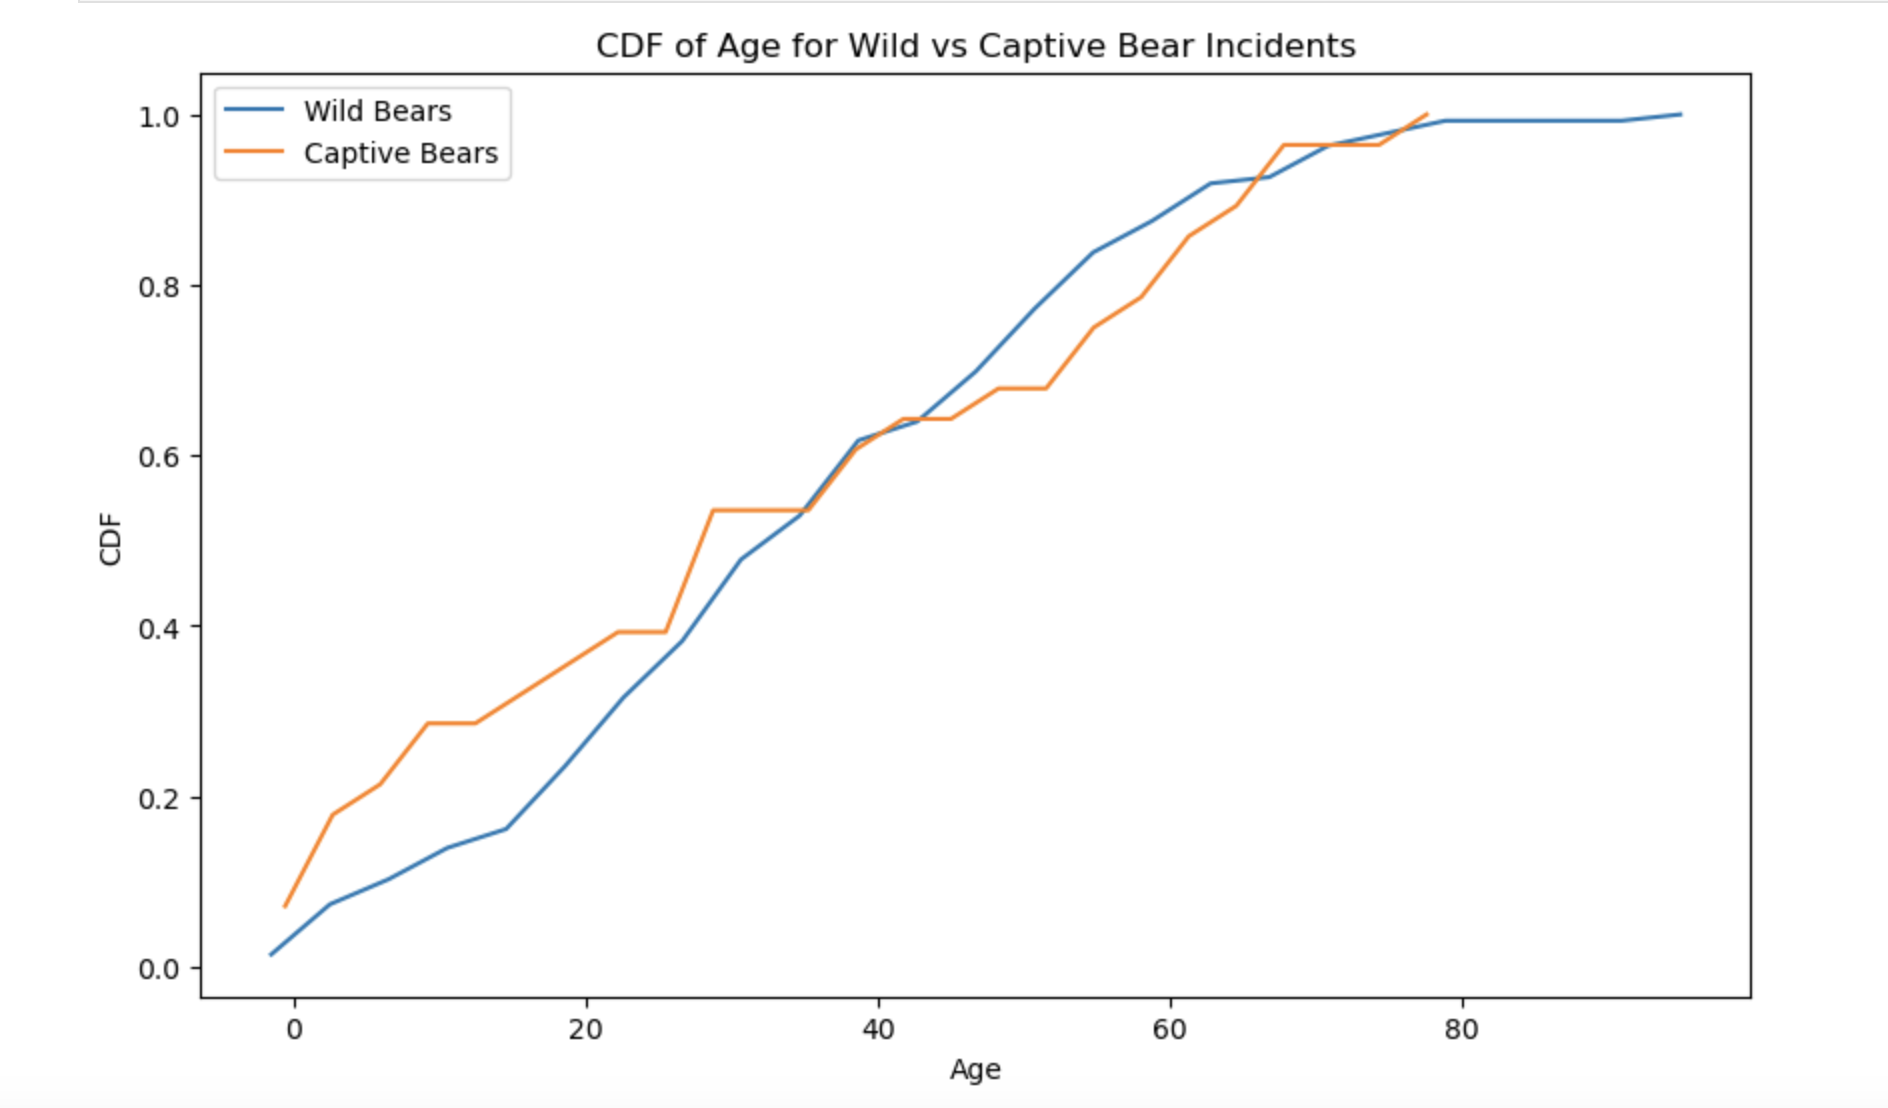 CDF of Age for Wild vs Captive Bear Incidents
Wild Bears
Captive Bears
1.0
0.8
0.6
0.4
0.2
0.0
CDF
0 20 40 60 80
Age